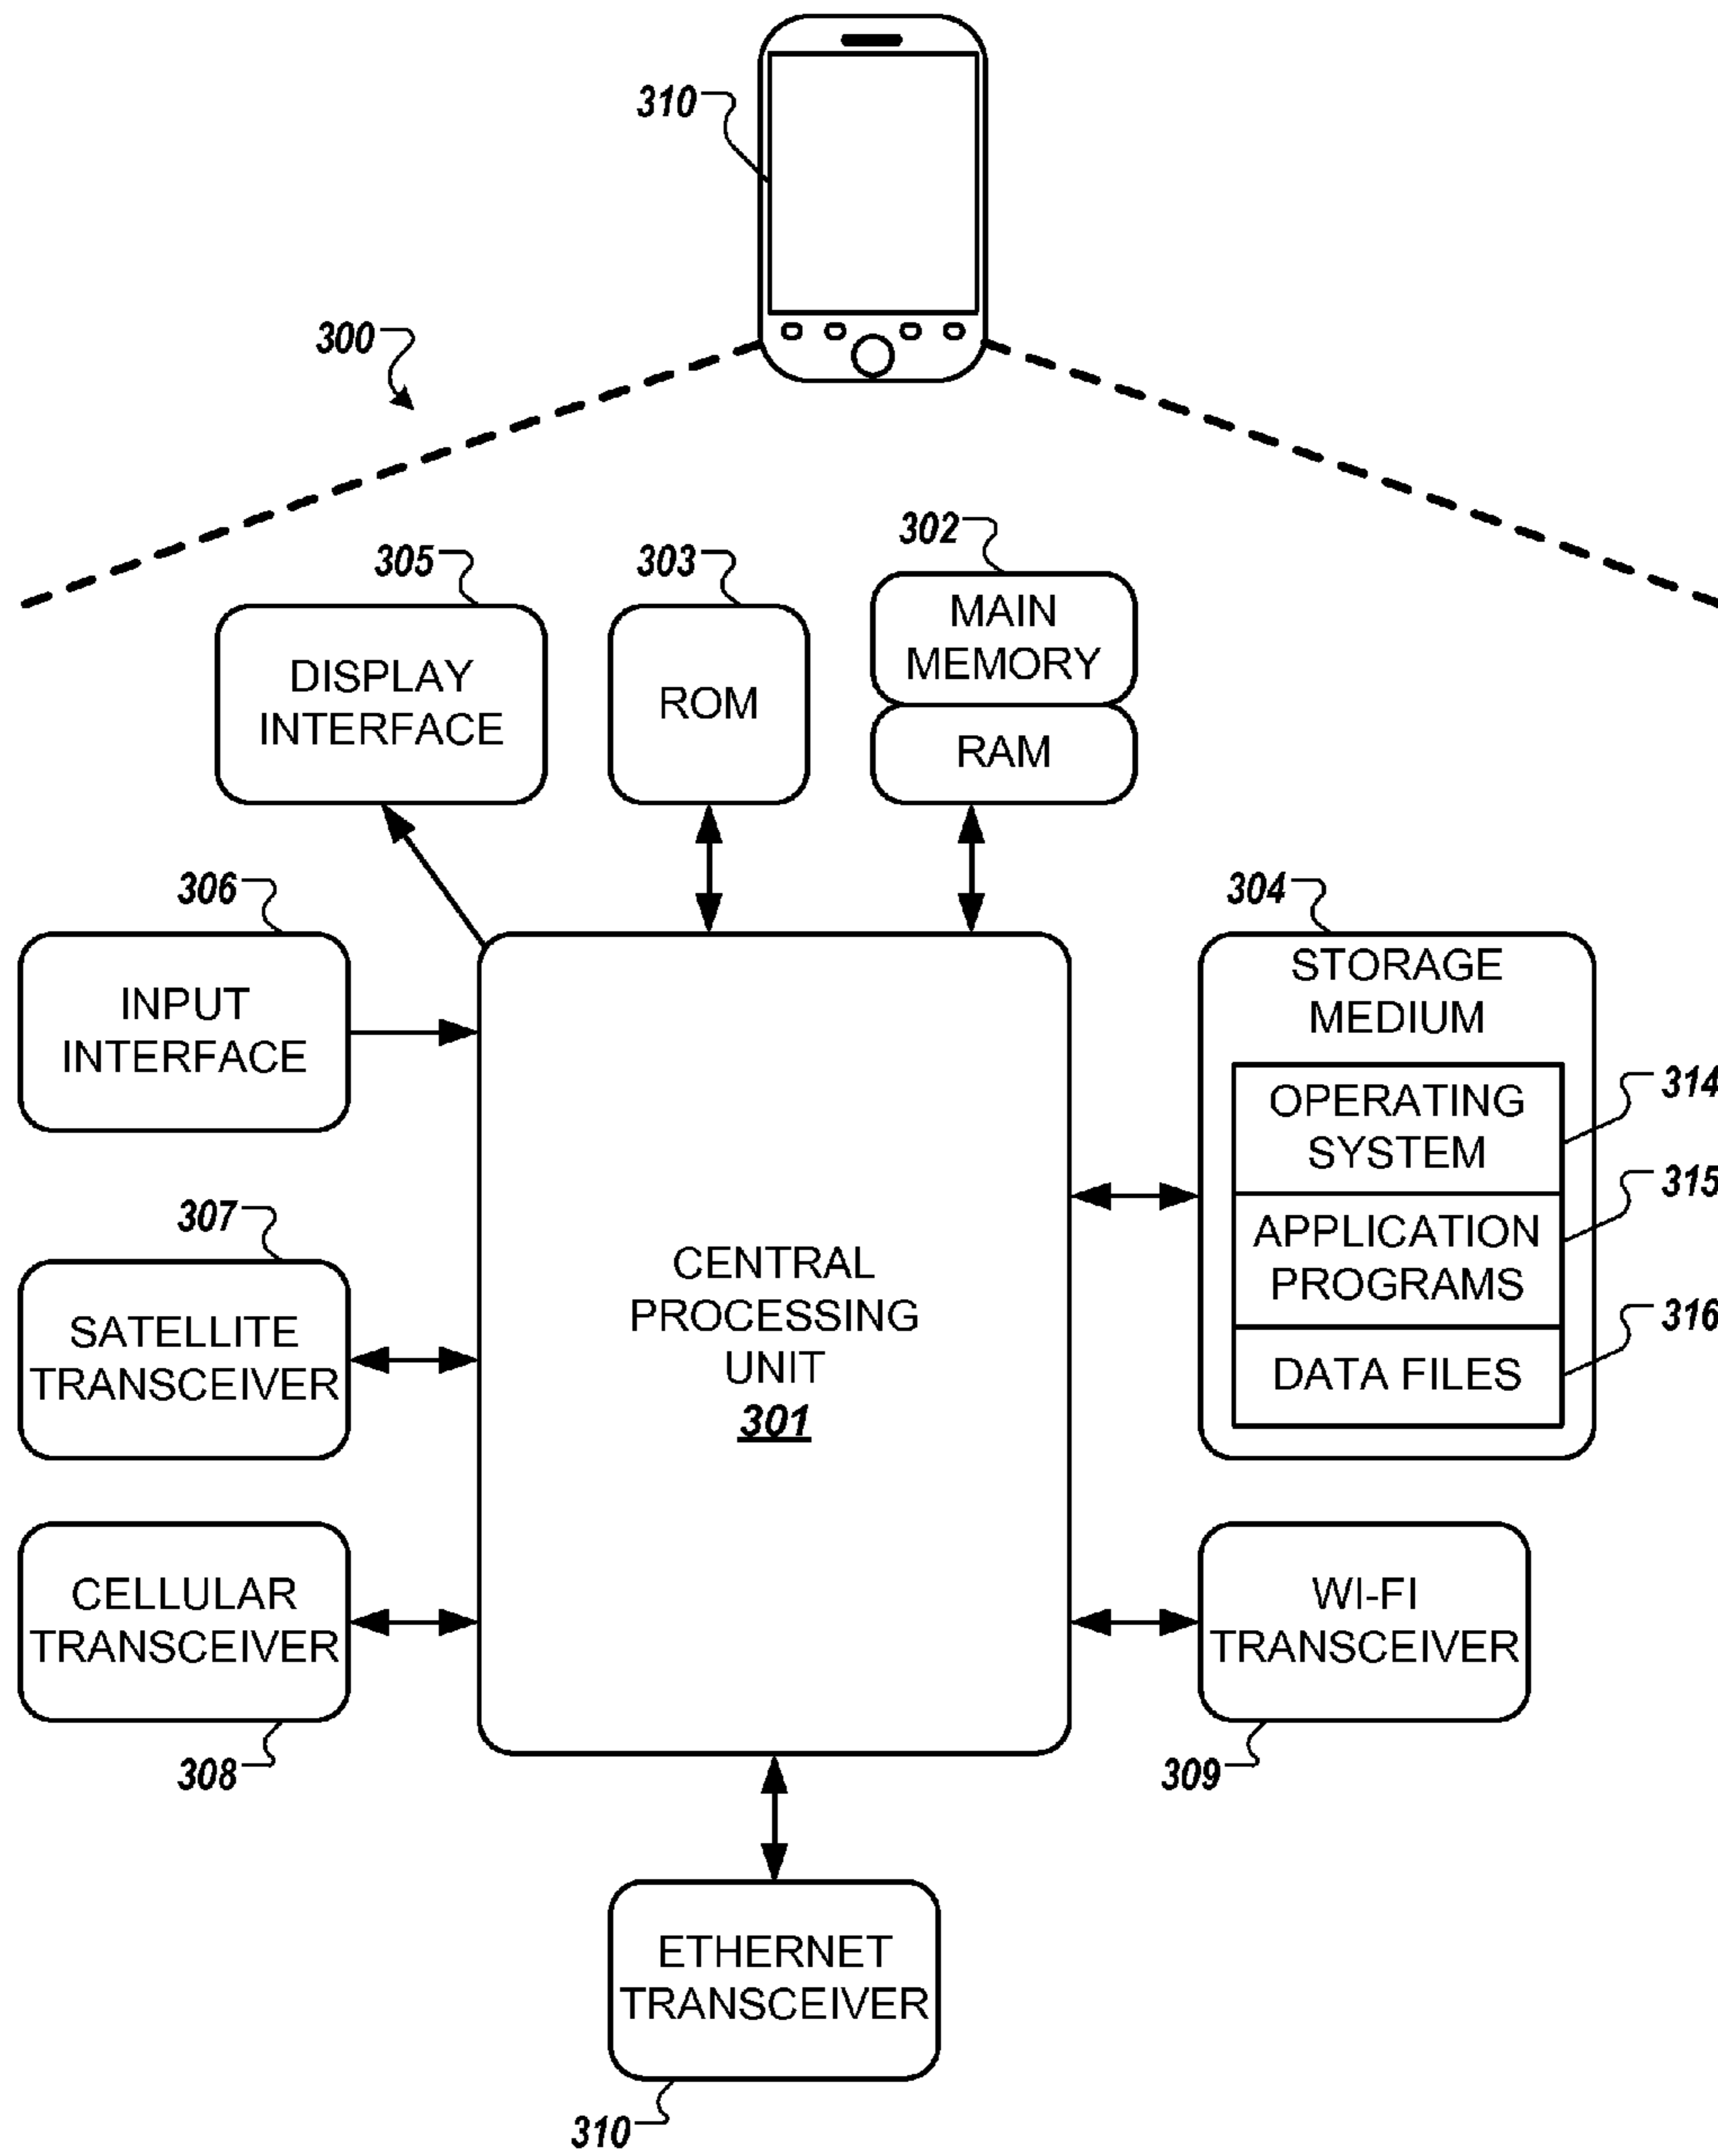 310
300
302
305
303
MAIN
MEMORY
DISPLAY
INTERFACE
ROM
RAM
306
304
INPUT
INTERFACE
STORAGE
MEDIUM
OPERATING
SYSTEM
314
APPLICATION
PROGRAMS
315
DATA FILES
316
307
SATELLITE
TRANSCEIVER
CENTRAL
PROCESSING
UNIT
301
CELLULAR
TRANSCEIVER
308
WI-FI
TRANSCEIVER
309
ETHERNET
TRANSCEIVER
310